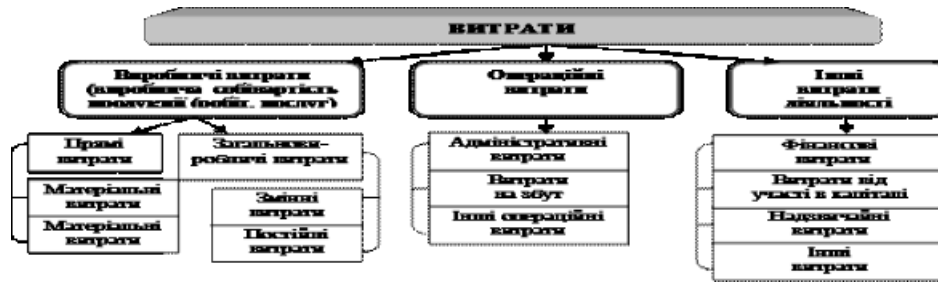 ВИТРАТИ
Виробничі витрати
(виробнича собівартість
продукції (робіт, послуг)
Операційні
витрати
Інші
витрати
діяльності
Прямі
витрати
Загальнови-
робничі витрати
Матеріальні
витрати
Матеріальні
витрати
Змінні
витрати
Постійні
витрати
Адміністративні
витрати
Витрати
на збут
Інші операційні
витрати
Фінансові
витрати
Витрати від
участі в капіталі
Надзвичайні
витрати
Інші
витрати